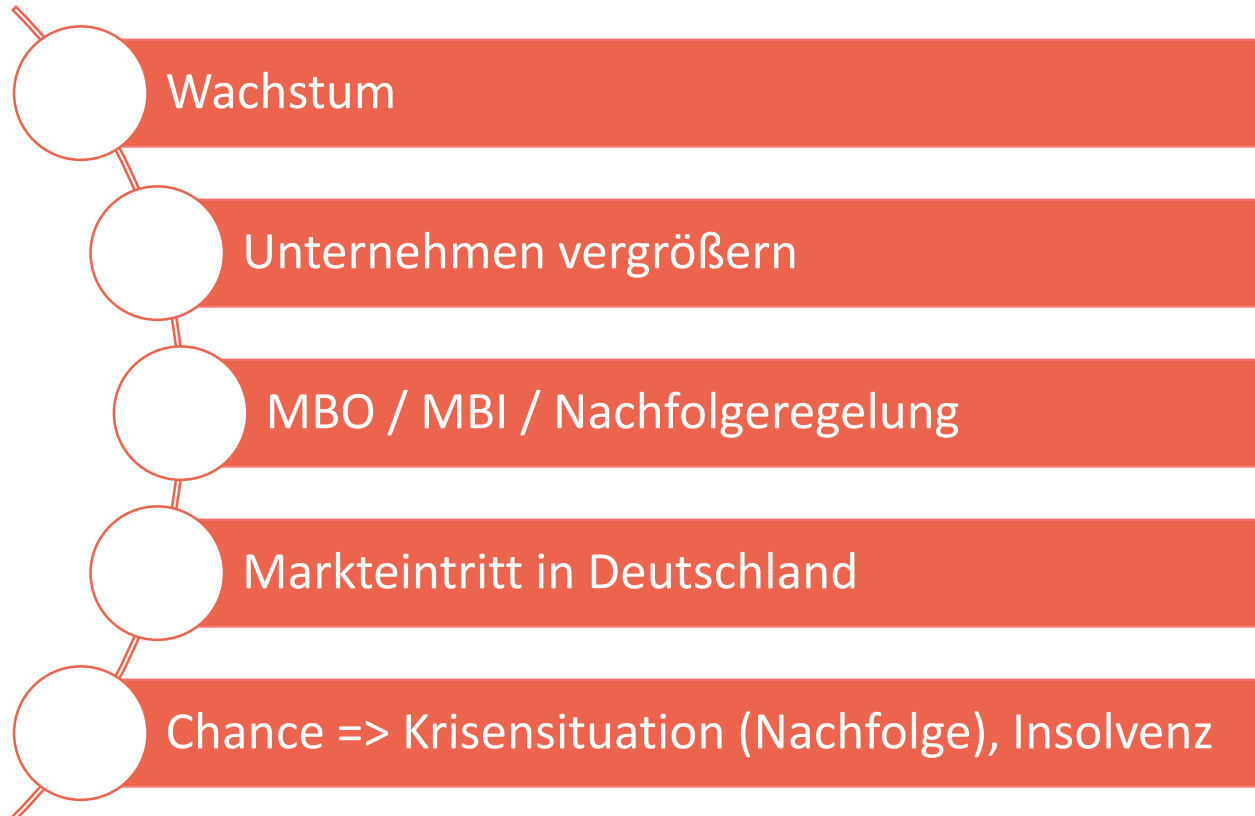 Wachstum
Unternehmen vergrößern
MBO / MBI / Nachfolgeregelung
Markteintritt in Deutschland
Chance => Krisensituation (Nachfolge), Insolvenz